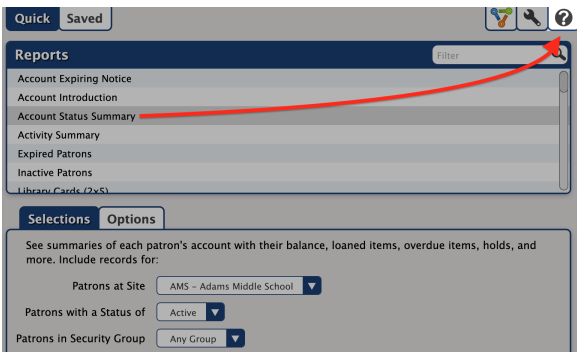 Quick Saved
?
Reports Filter
Account Expiring Notice
Account Introduction
Account Status Summary
Activity Summary
Expired Patrons
Inactive Patrons
Library Cards (2x5)
Selections Options
See summaries of each patron's account with their balance, loaned items, overdue items, holds, and
more. Include records for:
Patrons at Site AMS – Adams Middle School
Patrons with a Status of Active
Patrons in Security Group Any Group